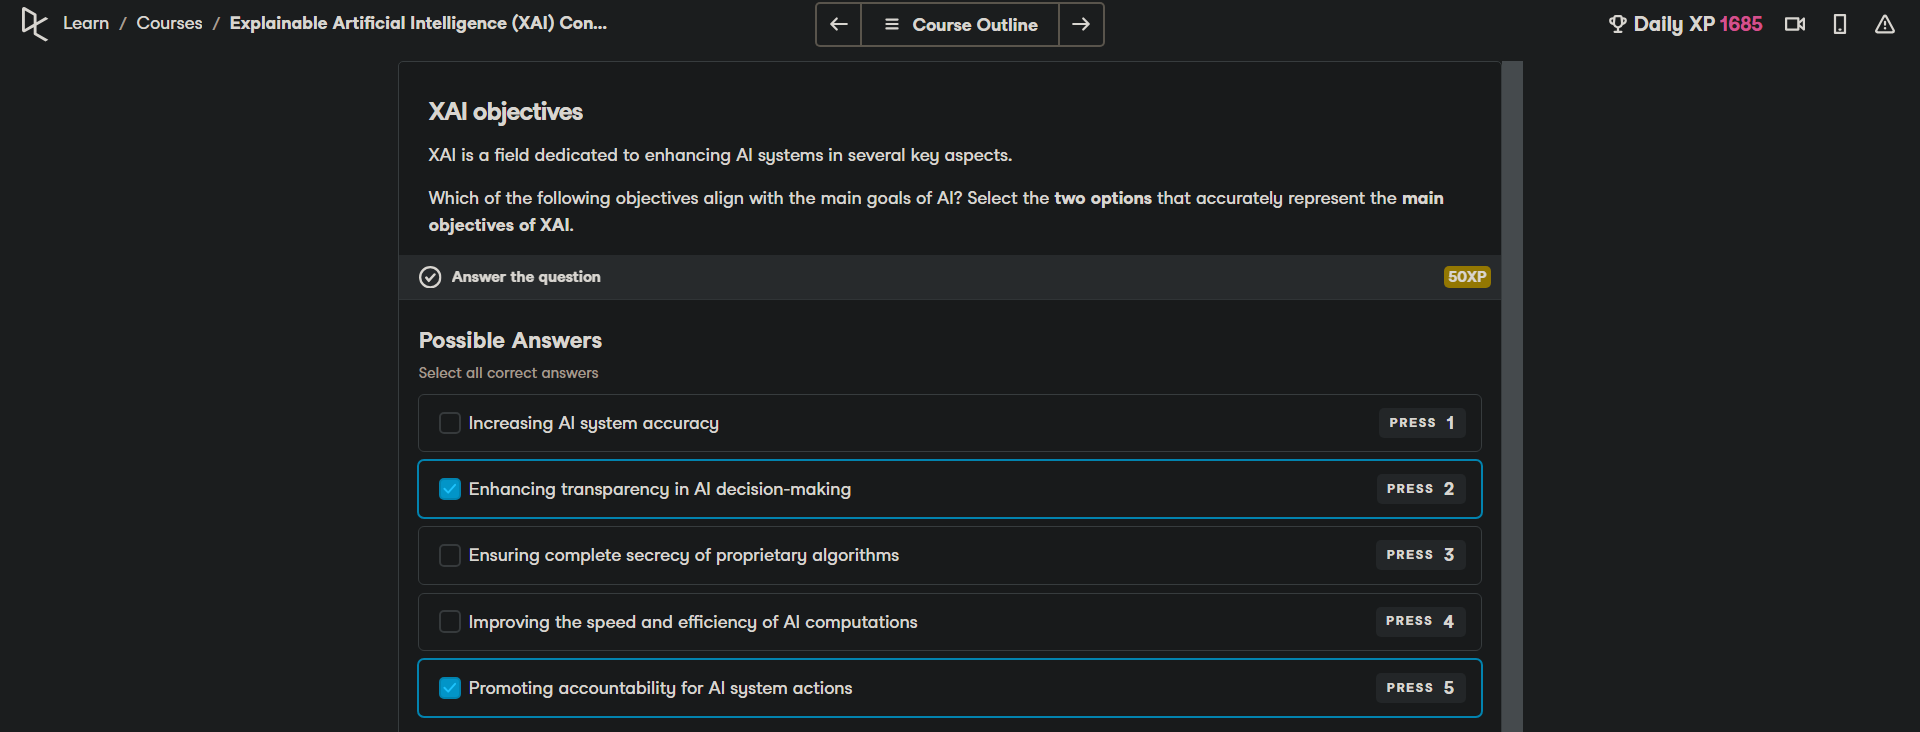 Learn / Courses / Explainable Artificial Intelligence (XAI) Con...
Course Outline
Daily XP 1685
XAI objectives
XAI is a field dedicated to enhancing AI systems in several key aspects.
Which of the following objectives align with the main goals of AI? Select the two options that accurately represent the main
objectives of XAI.
Answer the question
50XP
Possible Answers
Select all correct answers
Increasing AI system accuracy
PRESS 1
Enhancing transparency in AI decision-making
PRESS 2
Ensuring complete secrecy of proprietary algorithms
PRESS 3
Improving the speed and efficiency of AI computations
PRESS 4
Promoting accountability for AI system actions
PRESS 5